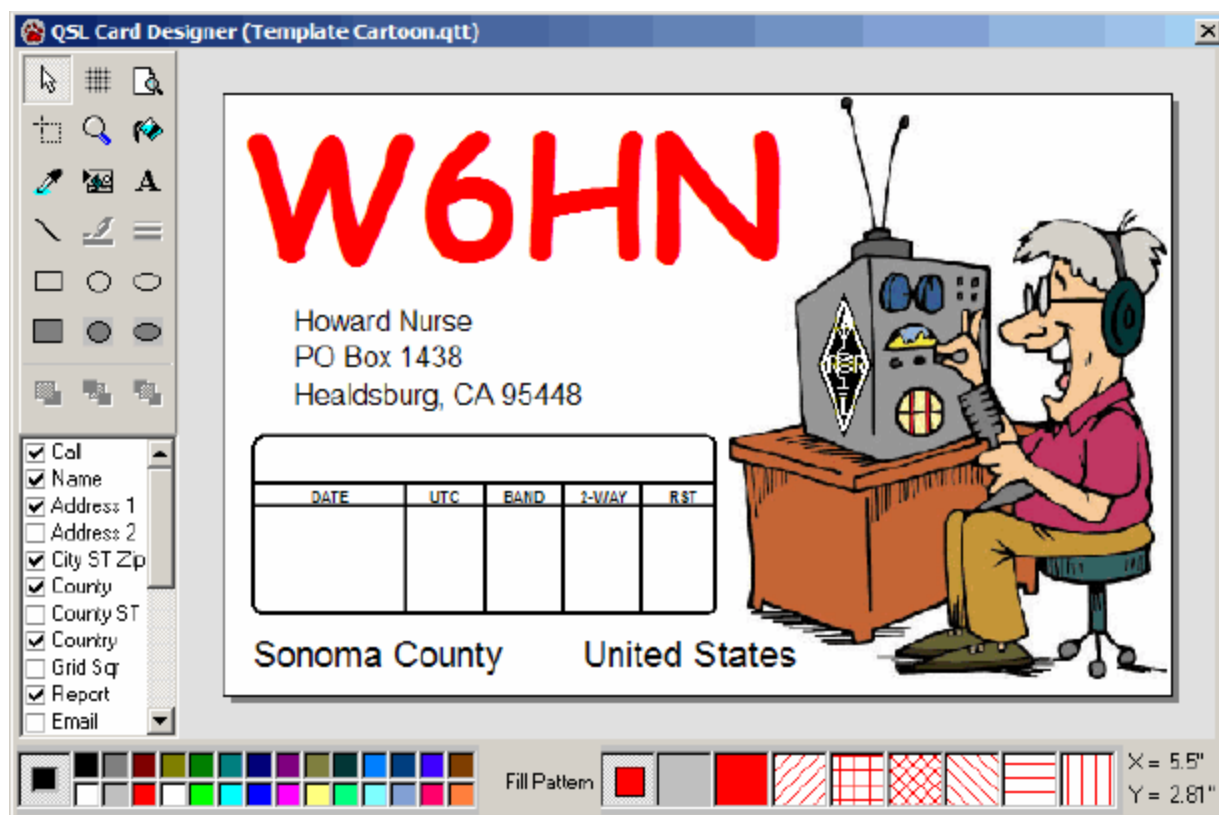 QSL Card Designer (Template Cartoon.qtt)
A
W6HN
Howard Nurse
PO Box 1438
Healdsburg, CA 95448
DATE UTC BAND 2-WAY RST
Sonoma County United States
Call
Name
Address 1
Address 2
City ST Zip
County
County ST
Country
Grid Sqr
Report
Email
Fill Pattern
X = 5.5"
Y = 2.81"